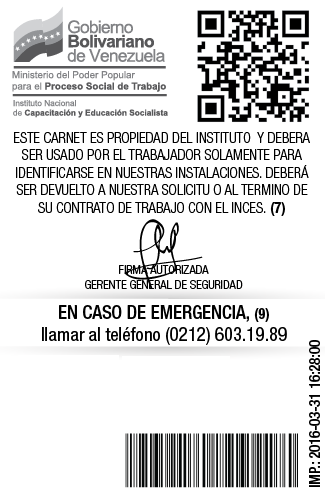 Gobierno
Bolivariano
de Venezuela
Ministerio del Poder Popular
para el Proceso Social de Trabajo
Instituto Nacional
de Capacitación y Educación Socialista
ESTE CARNET ES PROPIEDAD DEL INSTITUTO Y DEBERA
SER USADO POR EL TRABAJADOR SOLAMENTE PARA
IDENTIFICARSE EN NUESTRAS INSTALACIONES. DEBERÁ
SER DEVUELTO A NUESTRA SOLICITU O AL TERMINO DE
SU CONTRATO DE TRABAJO CON EL INCES. (7)
FIRMA AUTORIZADA
GERENTE GENERAL DE SEGURIDAD
EN CASO DE EMERGENCIA, (9)
llamar al teléfono (0212) 603.19.89
IMP.: 2016-03-31 16:28:00